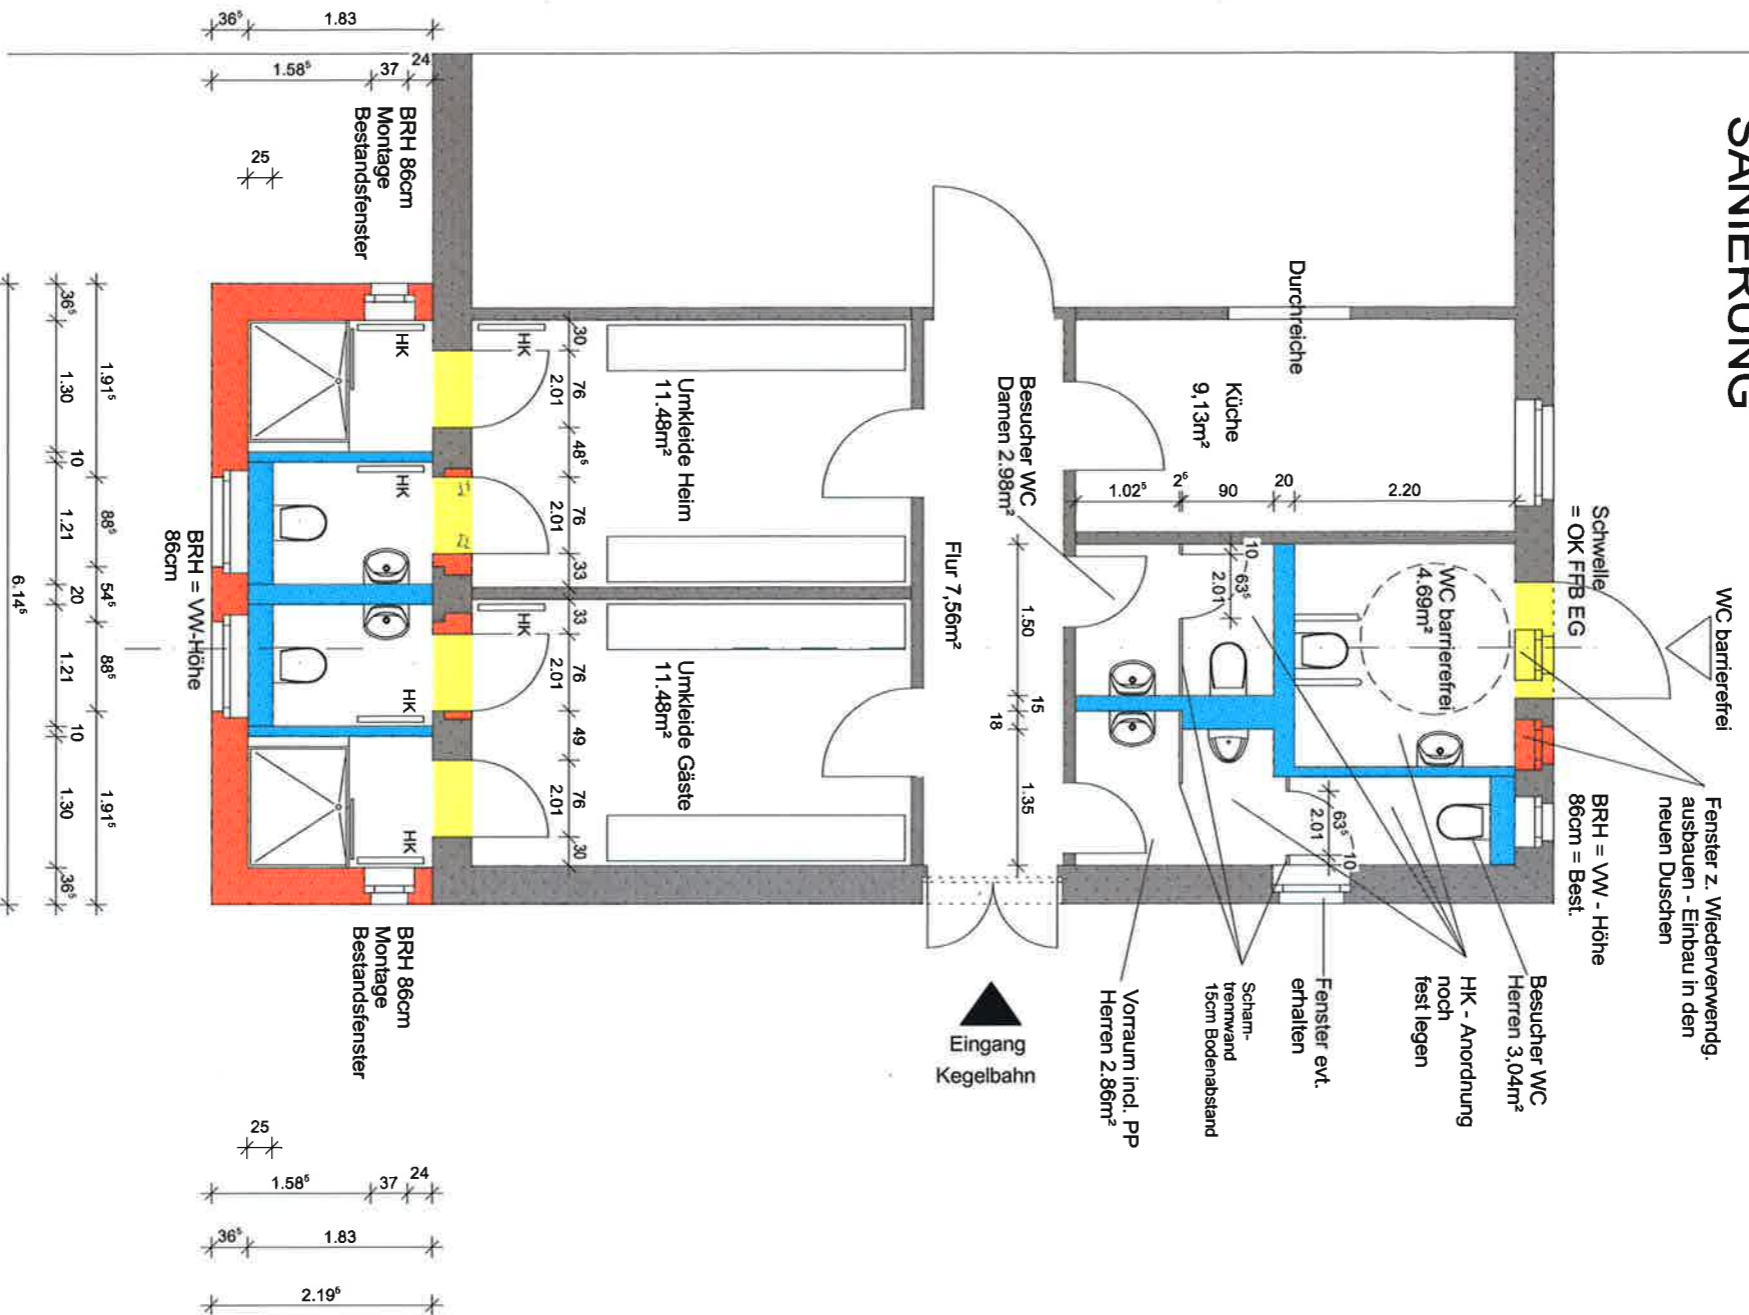 SANIERUNG
WC barrierefrei
Schwelle
= OK FFB EG
Fenster z. Wiederverwendg.
ausbauen - Einbau in den
neuen Duschen
BRH = VW - Höhe
86cm = Best.
Besucher WC
Herren 3,04m²
HK - Anordnung
noch
fest legen
Fenster evt.
erhalten
Scham-
trennwand
15cm Bodenabstand
Vorraum incl. PP
Herren 2.86m²
Eingang
Kegelbahn
Durchreiche
Küche
9,13m²
WC barrierefrei
4.69m²
Besucher WC
Damen 2.98m²
Flur 7,56m²
1.02⁵
2⁵
90
20
2.20
10
63⁵
2.01
1.50
15
18
1.35
63⁵
2.01
10
Umkleide Heim
11.48m²
Umkleide Gäste
11.48m²
30
76
2.01
48⁵
76
2.01
33
33
76
2.01
49
76
2.01
30
HK
HK
HK
HK
HK
HK
BRH 86cm
Montage
Bestandsfenster
BRH = VW-Höhe
86cm
BRH 86cm
Montage
Bestandsfenster
36⁵
1.83
1.58⁵
37
24
25
1.91⁵
88⁵
54⁵
88⁵
1.91⁵
36⁵
1.30
10
1.21
20
1.21
10
1.30
36⁵
6.14⁵
25
1.58⁵
37
24
36⁵
1.83
2.19⁵